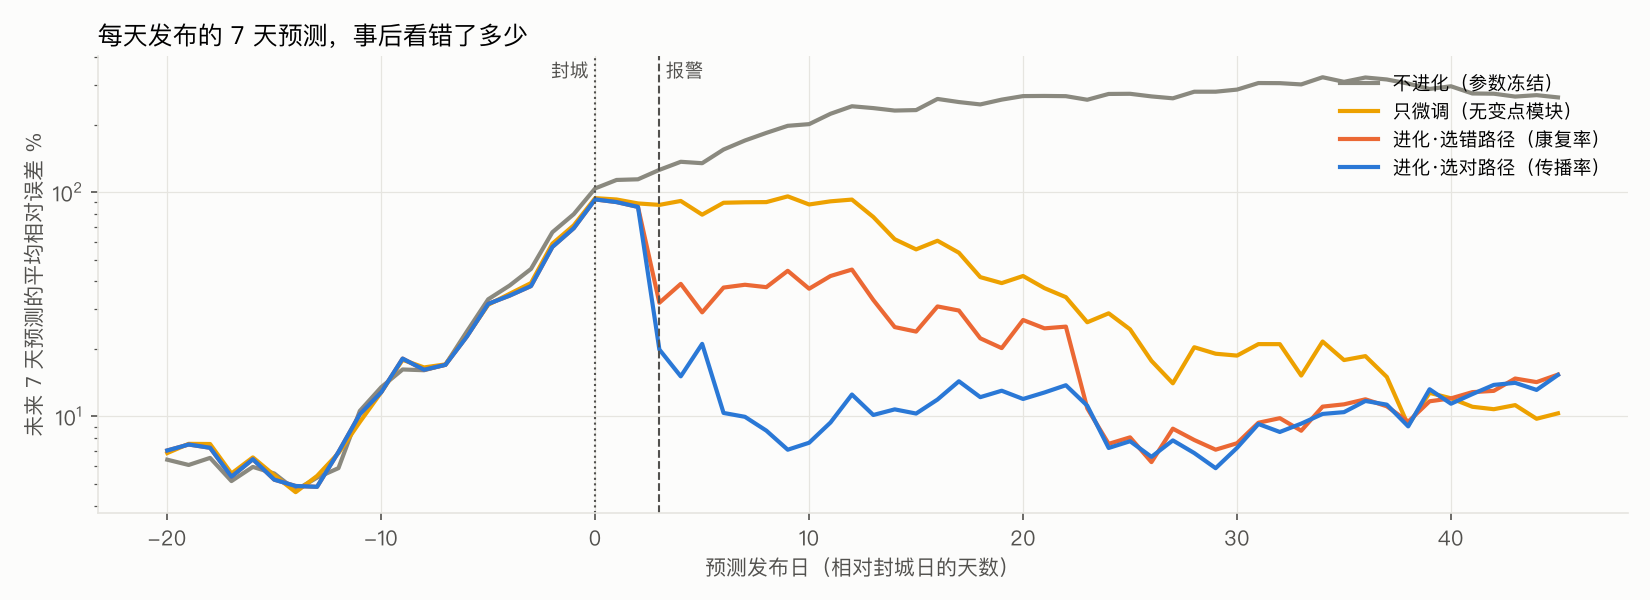 每天发布的 7 天预测，事后看错了多少
封城
报警
不进化（参数冻结）
只微调（无变点模块）
进化·选错路径（康复率）
进化·选对路径（传播率）
未来 7 天预测的平均相对误差 %
10²
10¹
−20 −10 0 10 20 30 40
预测发布日（相对封城日的天数）